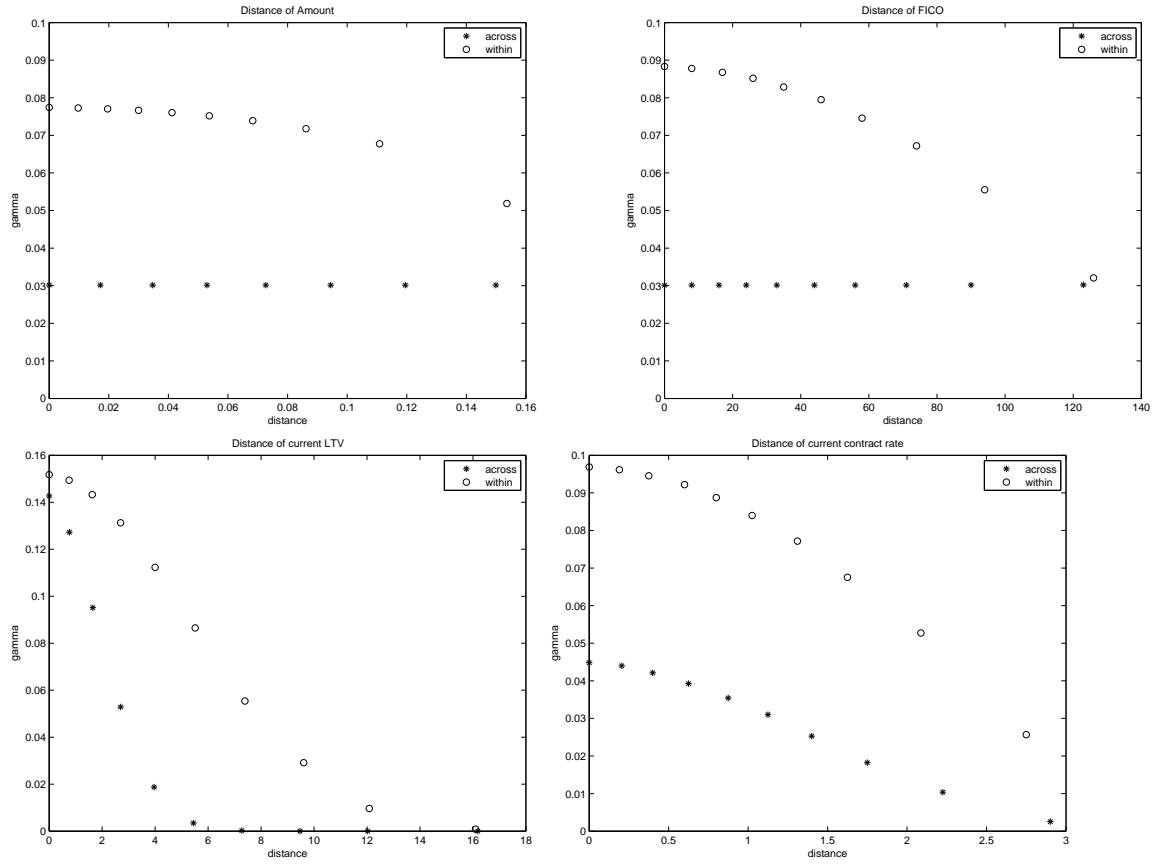 Distance of Amount
across
within
0.1
0.09
0.08
0.07
0.06
0.05
0.04
0.03
0.02
0.01
0
gamma
0 0.02 0.04 0.06 0.08 0.1 0.12 0.14 0.16
distance
Distance of FICO
across
within
0.1
0.09
0.08
0.07
0.06
0.05
0.04
0.03
0.02
0.01
0
gamma
0 20 40 60 80 100 120 140
distance
Distance of current LTV
across
within
0.16
0.14
0.12
0.1
0.08
0.06
0.04
0.02
0
gamma
0 2 4 6 8 10 12 14 16 18
distance
Distance of current contract rate
across
within
0.1
0.09
0.08
0.07
0.06
0.05
0.04
0.03
0.02
0.01
0
gamma
0 0.5 1 1.5 2 2.5 3
distance